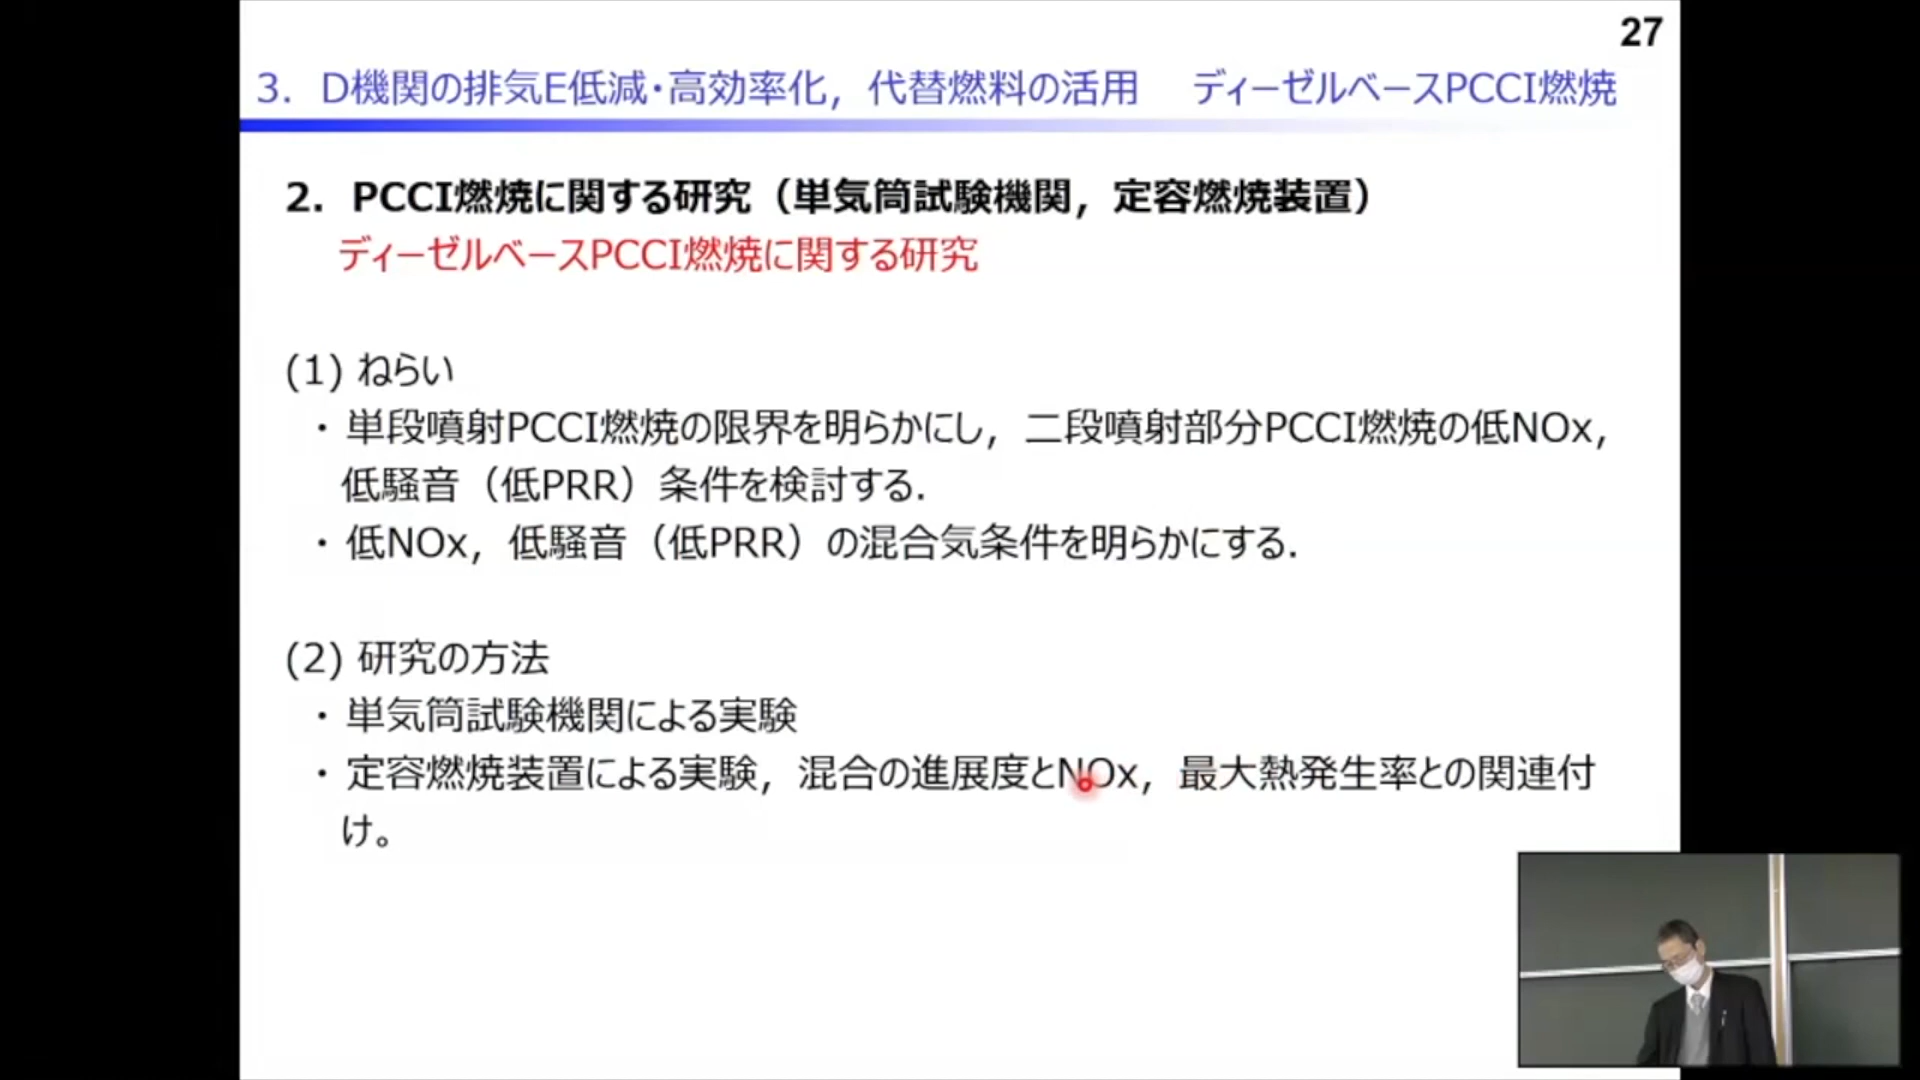 27
3. D機関の排気E低減・高効率化，代替燃料の活用　ディーゼルベースPCCI燃焼
2. PCCI燃焼に関する研究（単気筒試験機関，定容燃焼装置）
ディーゼルベースPCCI燃焼に関する研究
(1) ねらい
・単段噴射PCCI燃焼の限界を明らかにし，二段噴射部分PCCI燃焼の低NOx，
低騒音（低PRR）条件を検討する．
・低NOx，低騒音（低PRR）の混合気条件を明らかにする．
(2) 研究の方法
・単気筒試験機関による実験
・定容燃焼装置による実験，混合の進展度とNOx，最大熱発生率との関連付
け。